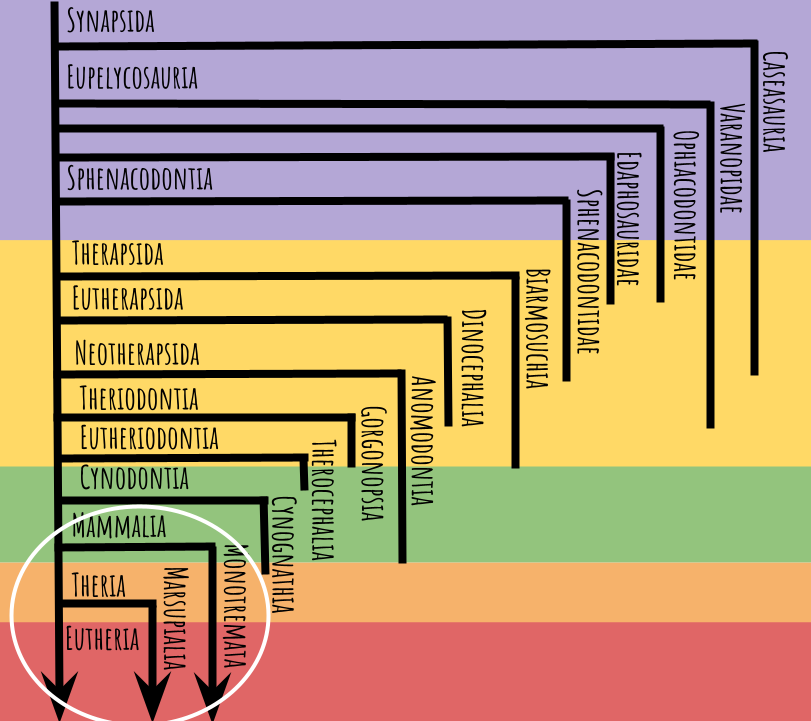 SYNAPSIDA
EUPELYCOSAURIA
SPHENACODONTIA
THERAPSIDA
EUTHERAPSIDA
NEOTHERAPSIDA
THERIODONTIA
EUTHERIODONTIA
CYNODONTIA
MAMMALIA
THERIA
EUTHERIA
MARSUPIALIA
MONOTREMATA
CYNOGNATHIA
THEROCEPHALIA
GORGONOPSIA
ANOMODONTIA
DINOCEPHALIA
BIARMOSUCHIA
SPHENACODONTIDAE
EDAPHOSAURIDAE
OPHIACODONTIDAE
VARANOPIDAE
CASEASAURIA